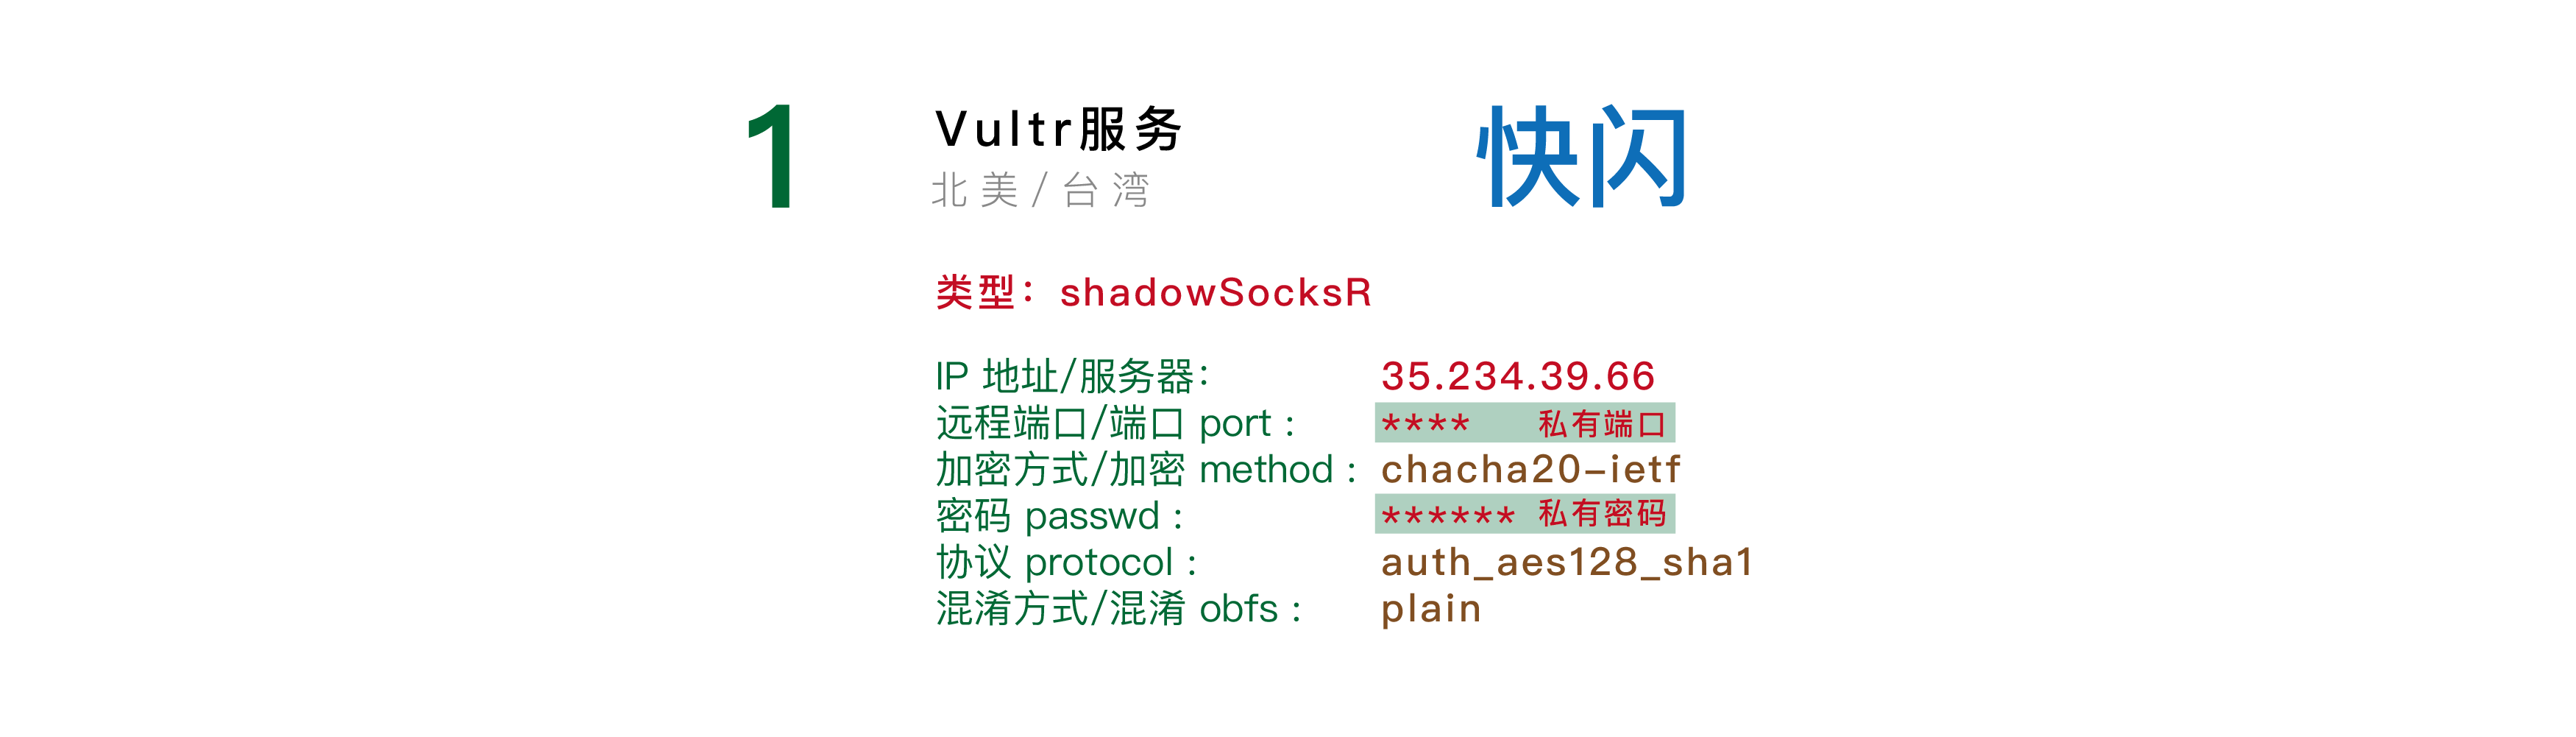 1
Vultr服务
快闪
北美/台湾
类型：shadowSocksR
IP 地址/服务器： 35.234.39.66
远程端口/端口 port : **** 私有端口
加密方式/加密 method : chacha20-ietf
密码 passwd : ****** 私有密码
协议 protocol : auth_aes128_sha1
混淆方式/混淆 obfs : plain